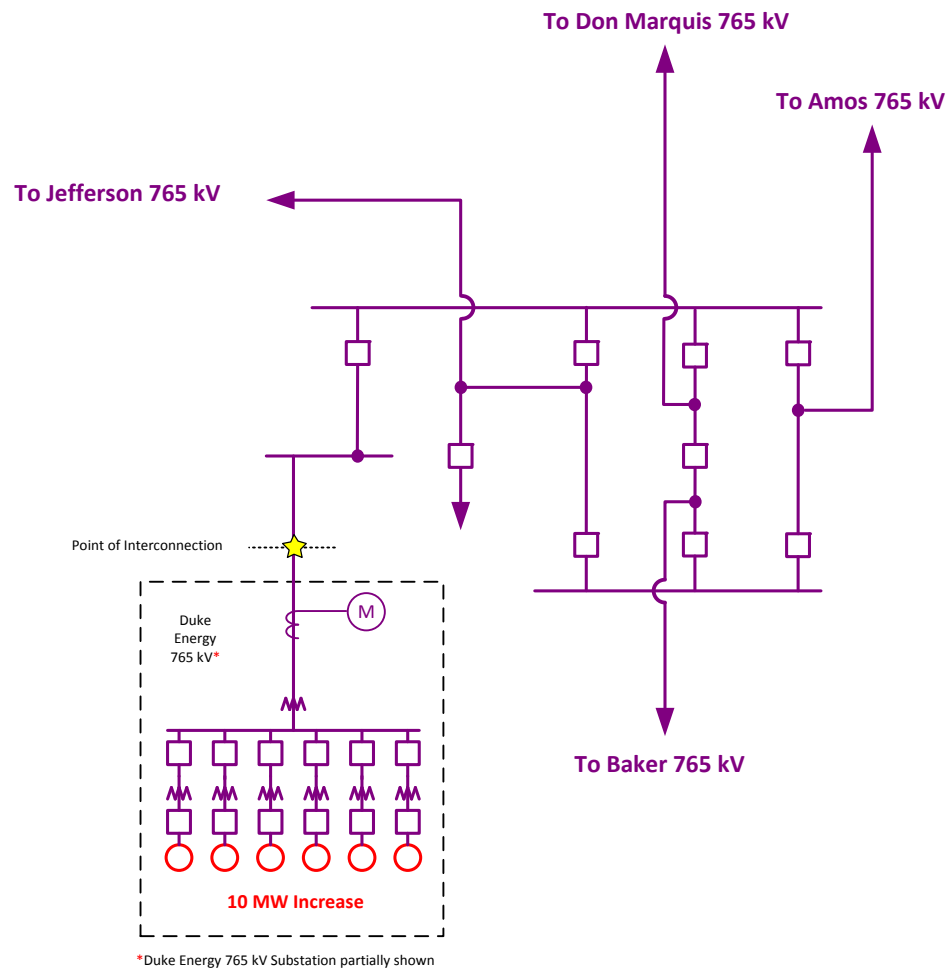 To Don Marquis 765 kV
To Amos 765 kV
To Jefferson 765 kV
Point of Interconnection
Duke
Energy
765 kV*
M
To Baker 765 kV
10 MW Increase
*Duke Energy 765 kV Substation partially shown